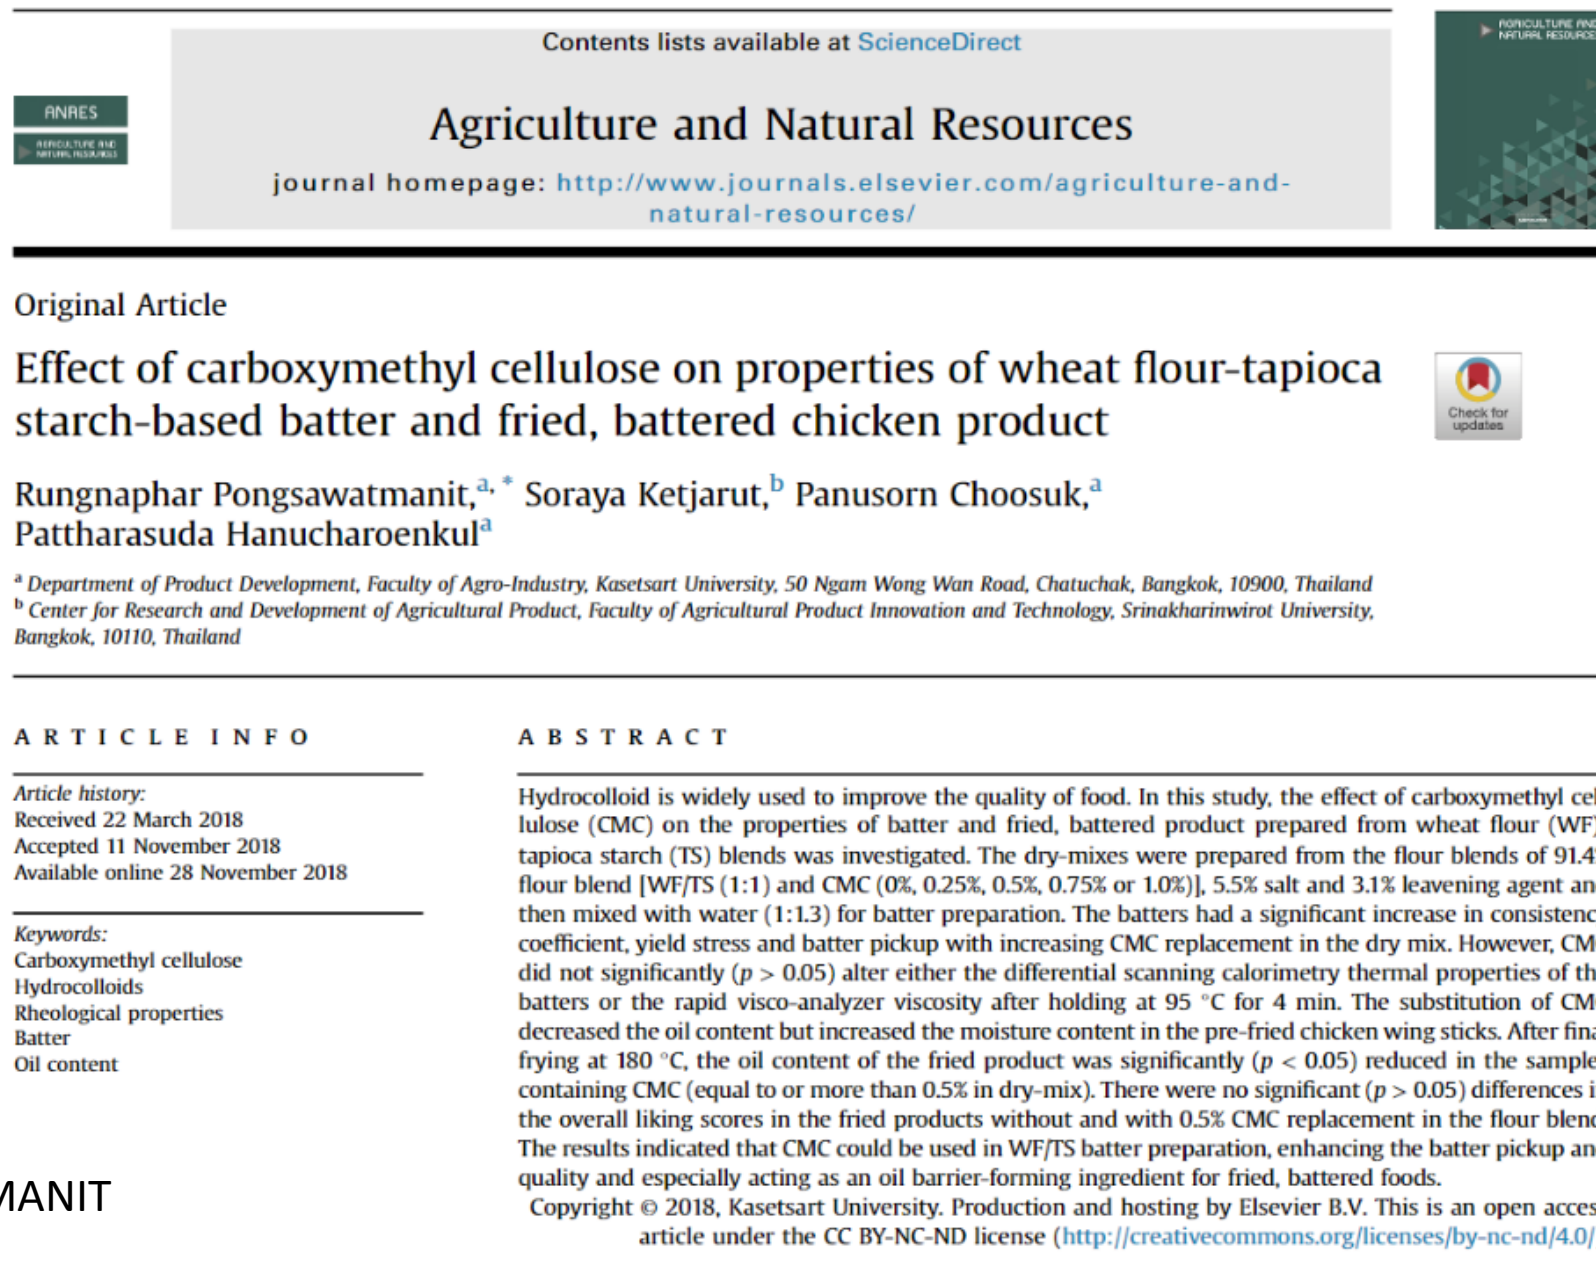 Contents lists available at ScienceDirect
AGRICULTURE AND
NATURAL RESOURCES
ANRES
AGRICULTURE AND
NATURAL RESOURCES
Agriculture and Natural Resources
journal homepage: http://www.journals.elsevier.com/agriculture-and-
natural-resources/
Original Article
Effect of carboxymethyl cellulose on properties of wheat flour-tapioca
starch-based batter and fried, battered chicken product
Check for
updates
Rungnaphar Pongsawatmanit,a, * Soraya Ketjarut,b Panusorn Choosuk,a
Pattharasuda Hanucharoenkula
a Department of Product Development, Faculty of Agro-Industry, Kasetsart University, 50 Ngam Wong Wan Road, Chatuchak, Bangkok, 10900, Thailand
b Center for Research and Development of Agricultural Product, Faculty of Agricultural Product Innovation and Technology, Srinakharinwirot University,
Bangkok, 10110, Thailand
ARTICLE INFO
Article history:
Received 22 March 2018
Accepted 11 November 2018
Available online 28 November 2018
Keywords:
Carboxymethyl cellulose
Hydrocolloids
Rheological properties
Batter
Oil content
ABSTRACT
Hydrocolloid is widely used to improve the quality of food. In this study, the effect of carboxymethyl cel
lulose (CMC) on the properties of batter and fried, battered product prepared from wheat flour (WF)
tapioca starch (TS) blends was investigated. The dry-mixes were prepared from the flour blends of 91.4
flour blend [WF/TS (1:1) and CMC (0%, 0.25%, 0.5%, 0.75% or 1.0%)], 5.5% salt and 3.1% leavening agent an
then mixed with water (1:1.3) for batter preparation. The batters had a significant increase in consistenc
coefficient, yield stress and batter pickup with increasing CMC replacement in the dry mix. However, CM
did not significantly (p > 0.05) alter either the differential scanning calorimetry thermal properties of th
batters or the rapid visco-analyzer viscosity after holding at 95 °C for 4 min. The substitution of CM
decreased the oil content but increased the moisture content in the pre-fried chicken wing sticks. After fina
frying at 180 °C, the oil content of the fried product was significantly (p < 0.05) reduced in the sample
containing CMC (equal to or more than 0.5% in dry-mix). There were no significant (p > 0.05) differences i
the overall liking scores in the fried products without and with 0.5% CMC replacement in the flour blend
The results indicated that CMC could be used in WF/TS batter preparation, enhancing the batter pickup an
quality and especially acting as an oil barrier-forming ingredient for fried, battered foods.
Copyright © 2018, Kasetsart University. Production and hosting by Elsevier B.V. This is an open acces
article under the CC BY-NC-ND license (http://creativecommons.org/licenses/by-nc-nd/4.0/
MANIT